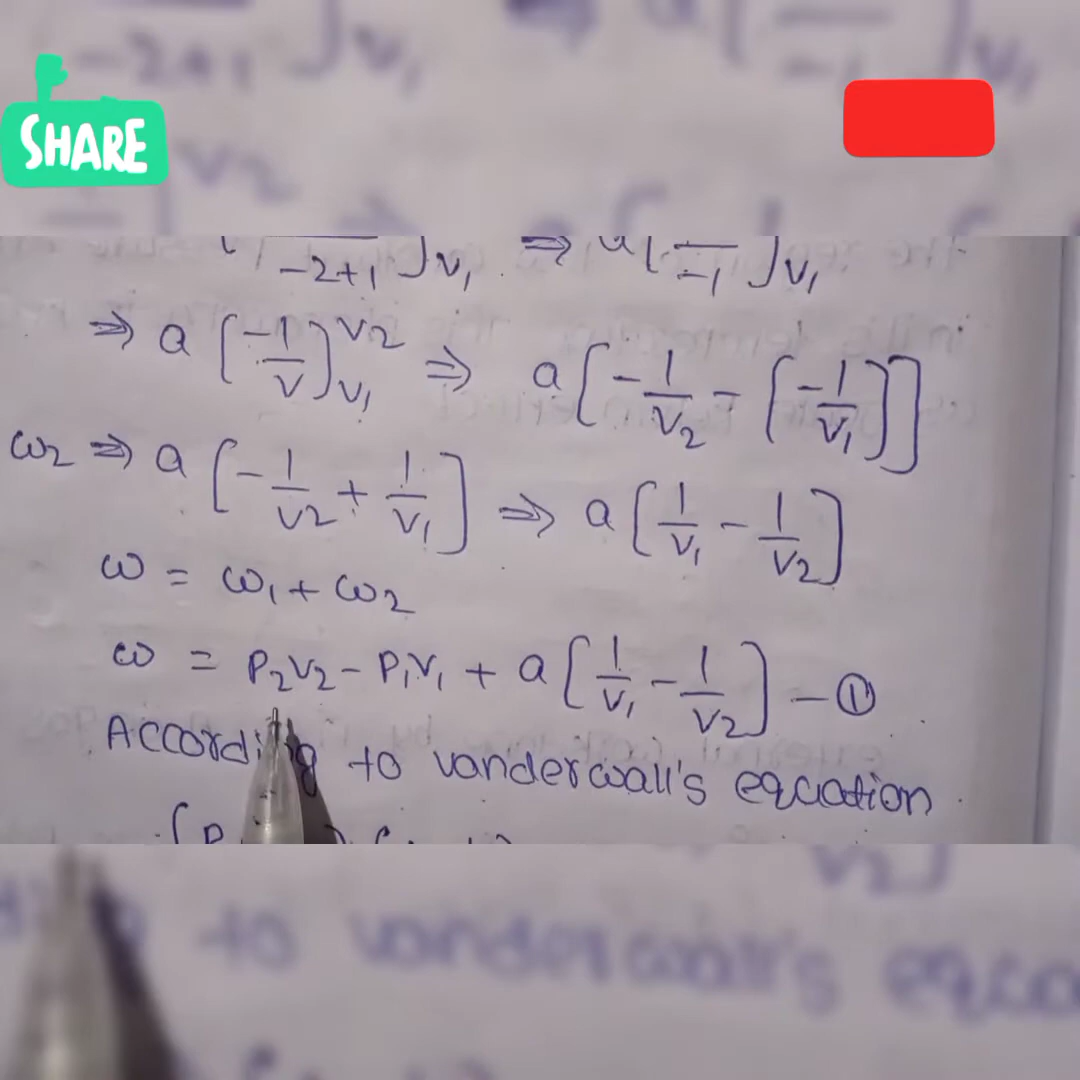 SHARE
-2+1 ]V1 ⇒ a[ -1 ]V1
⇒ a [-1/V]V1^V2 ⇒ a[-1/V2 - [-1/V1]]
ω2 ⇒ a [-1/V2 + 1/V1] ⇒ a [1/V1 - 1/V2]
ω = ω1 + ω2
ω = P2V2 - P1V1 + a [1/V1 - 1/V2] - ①
According to vanderwall's equation